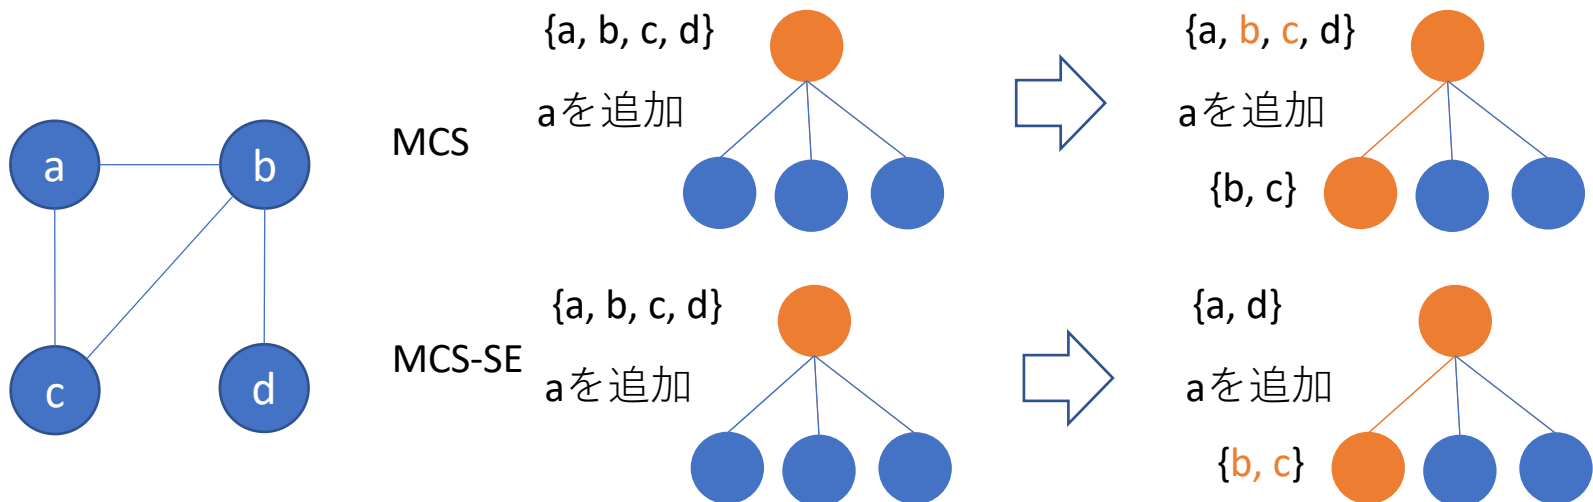 a
b
c
d
MCS
{a, b, c, d}
aを追加
{a, b, c, d}
aを追加
{b, c}
MCS-SE
{a, b, c, d}
aを追加
{a, d}
aを追加
{b, c}